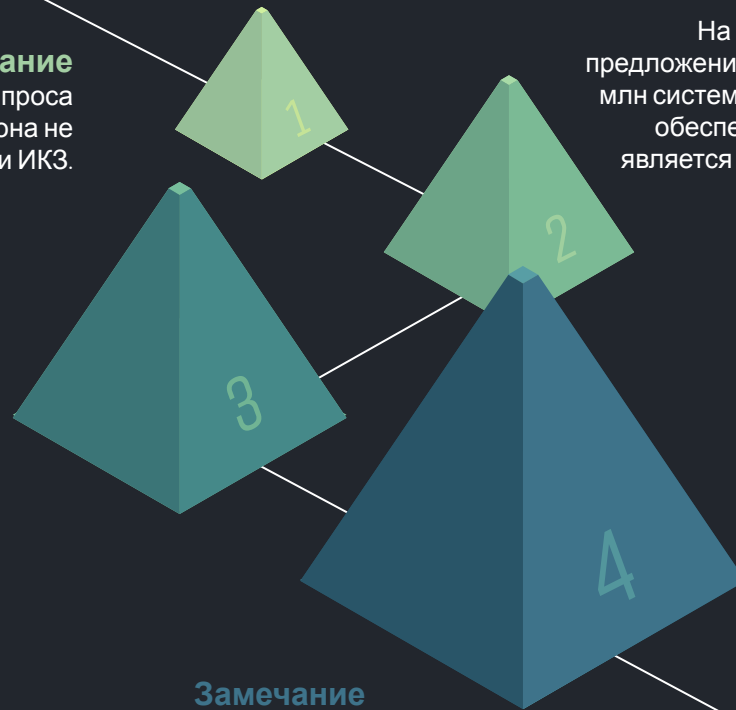 ание
проса
она не
и ИКЗ.
На
предложени
млн систем
обеспе
является
1
2
3
4
Замечание